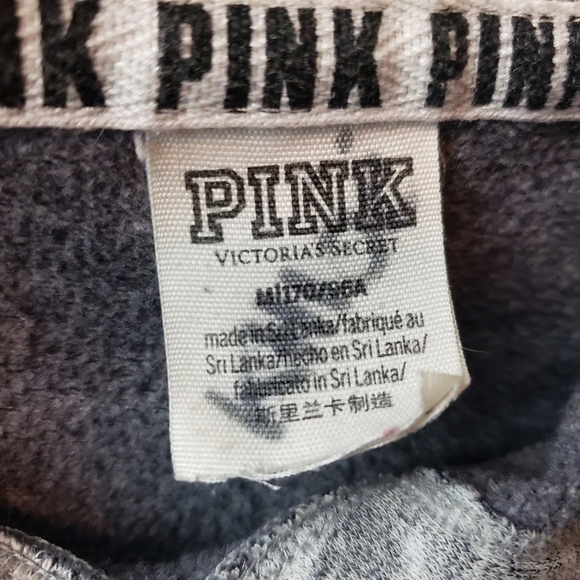 K PINK PINK PINK
PINK
VICTORIA'S SECRET
M/170/96A
made in Sri Lanka/fabriqué au
Sri Lanka/hecho en Sri Lanka/
fabbricato in Sri Lanka/
斯里兰卡制造